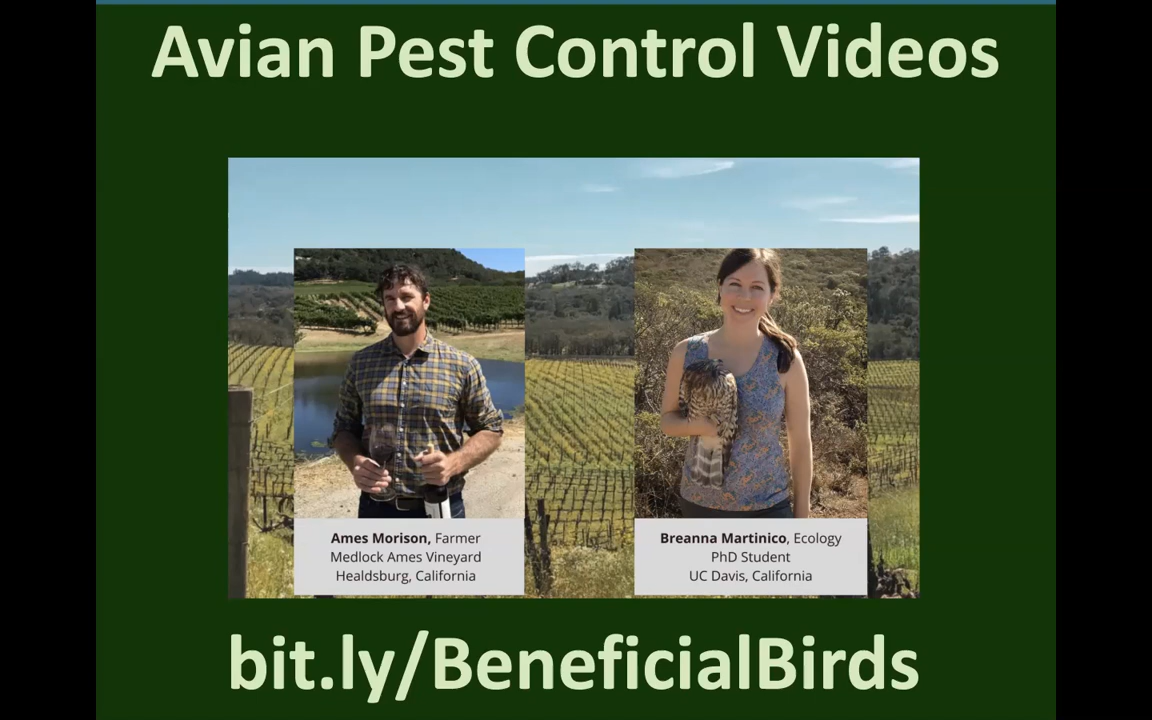 Avian Pest Control Videos
Ames Morison, Farmer
Medlock Ames Vineyard
Healdsburg, California
Breanna Martinico, Ecology
PhD Student
UC Davis, California
bit.ly/BeneficialBirds